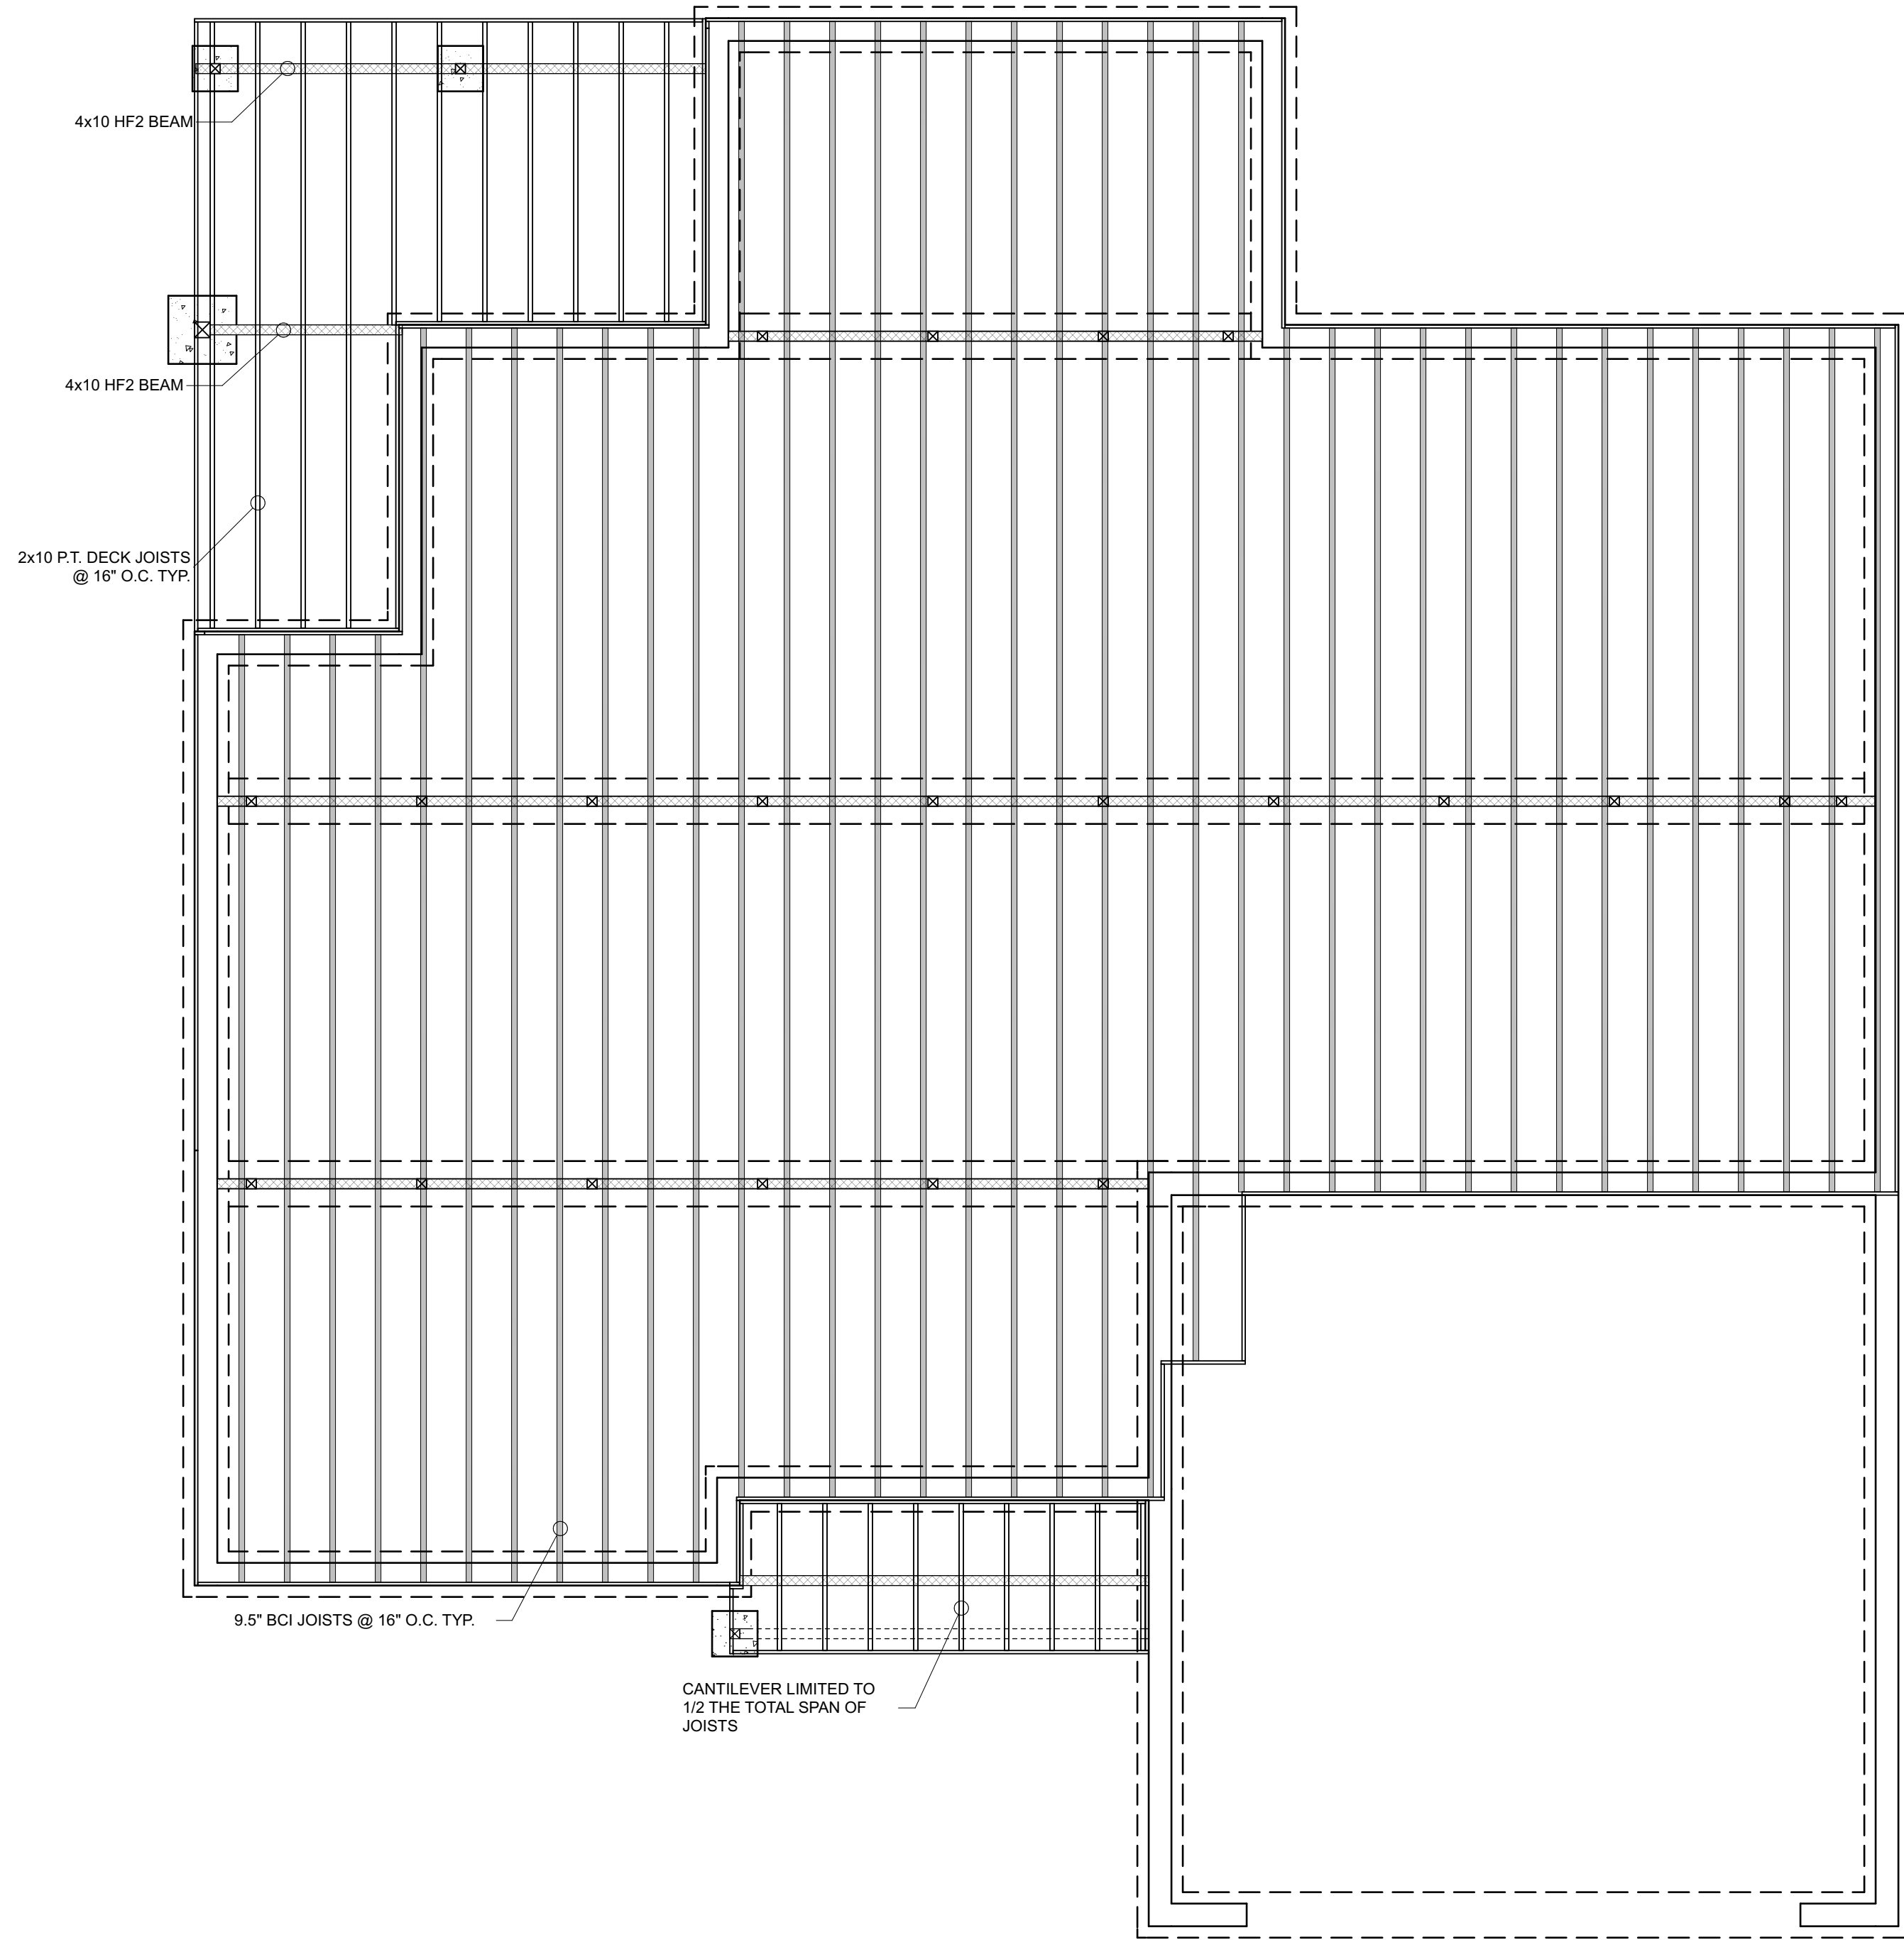 4x10 HF2 BEAM
4x10 HF2 BEAM
2x10 P.T. DECK JOISTS
@ 16" O.C. TYP.
9.5" BCI JOISTS @ 16" O.C. TYP.
CANTILEVER LIMITED TO
1/2 THE TOTAL SPAN OF
JOISTS